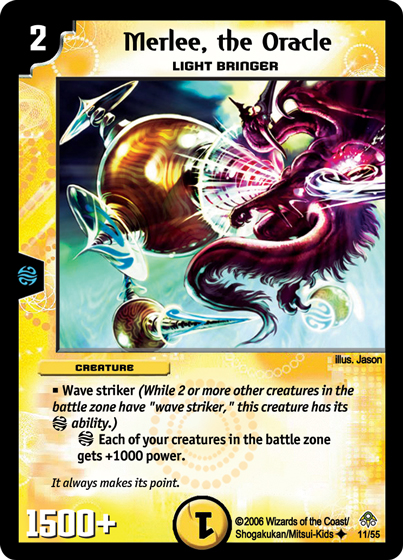 2
Merlee, the Oracle
LIGHT BRINGER
illus. Jason
CREATURE
▪ Wave striker (While 2 or more other creatures in the
battle zone have "wave striker," this creature has its
ability.)
Each of your creatures in the battle zone
gets +1000 power.
It always makes its point.
1500+
1
©2006 Wizards of the Coast/
Shogakukan/Mitsui-Kids
11/55